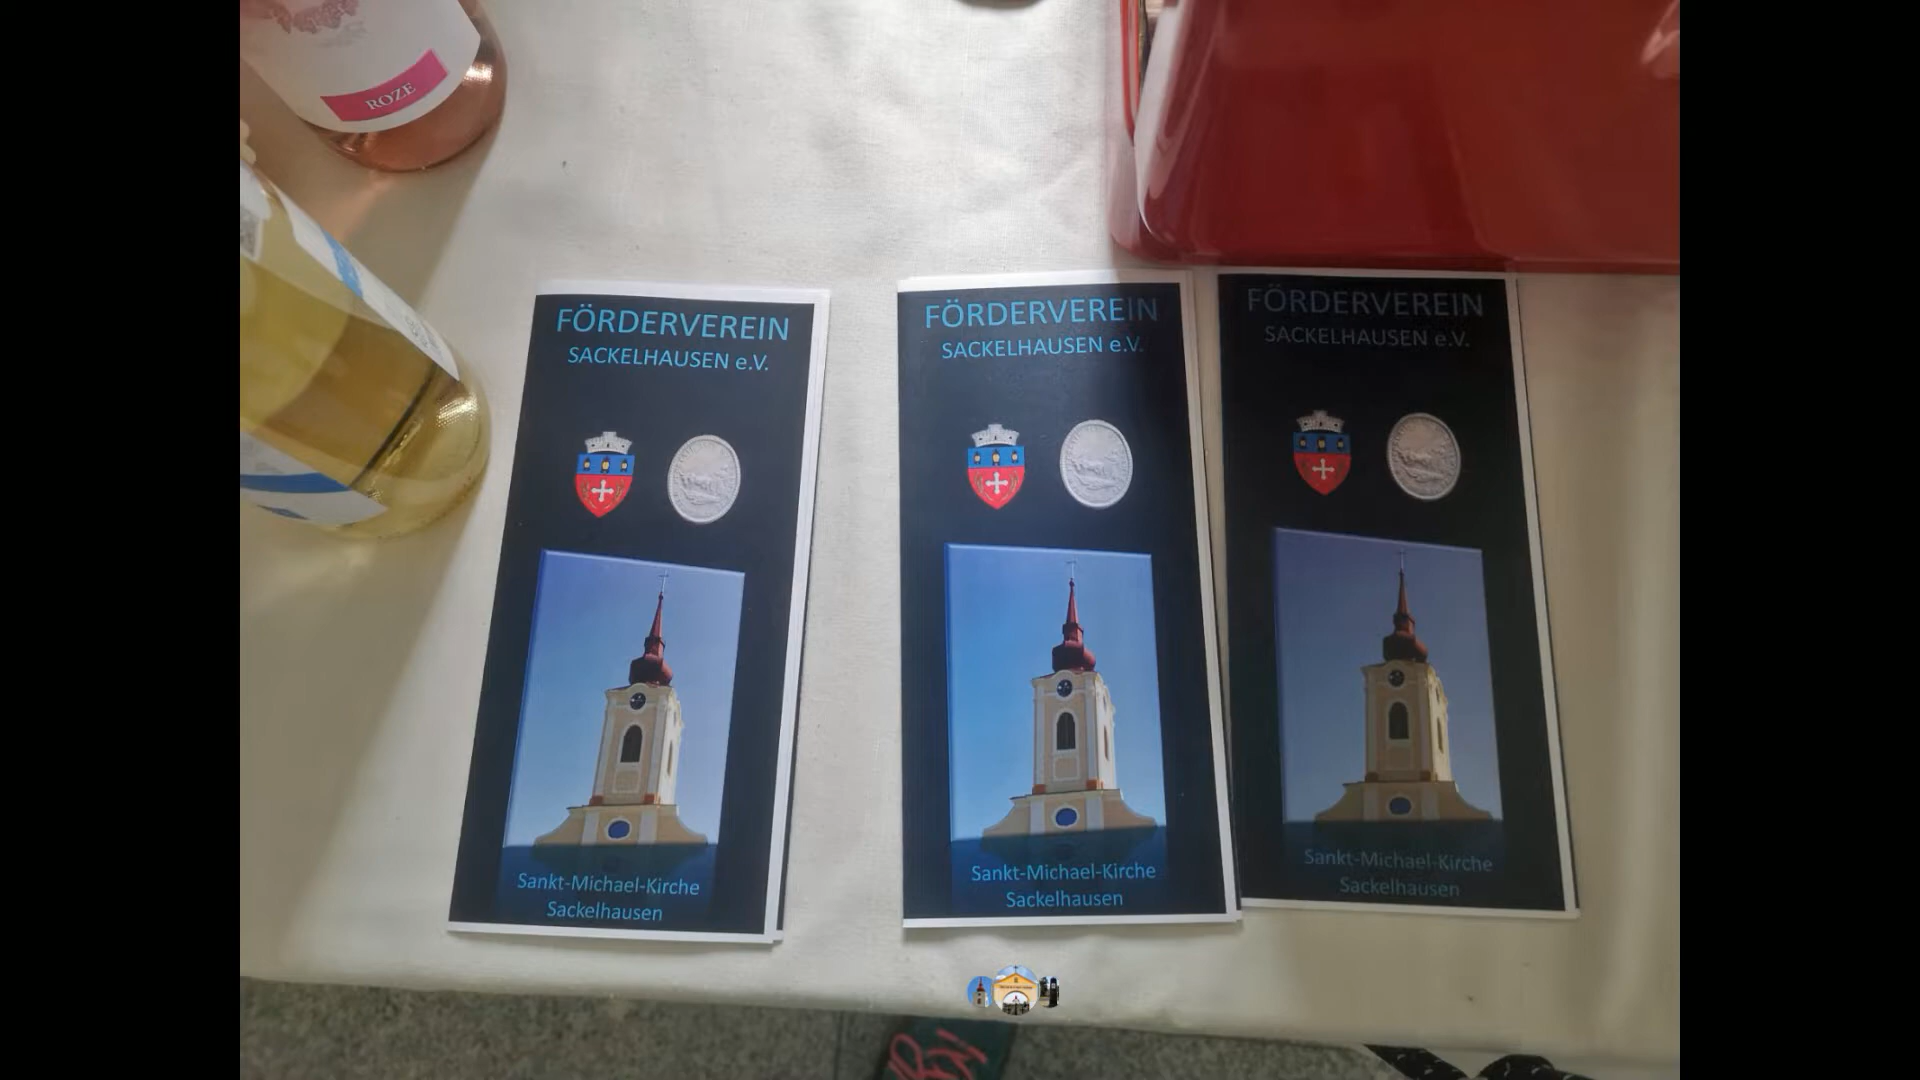 ROZE
FÖRDERVEREIN
SACKELHAUSEN e.V.
Sankt-Michael-Kirche
Sackelhausen
FÖRDERVEREIN
SACKELHAUSEN e.V.
Sankt-Michael-Kirche
Sackelhausen
FÖRDERVEREIN
SACKELHAUSEN e.V.
Sankt-Michael-Kirche
Sackelhausen